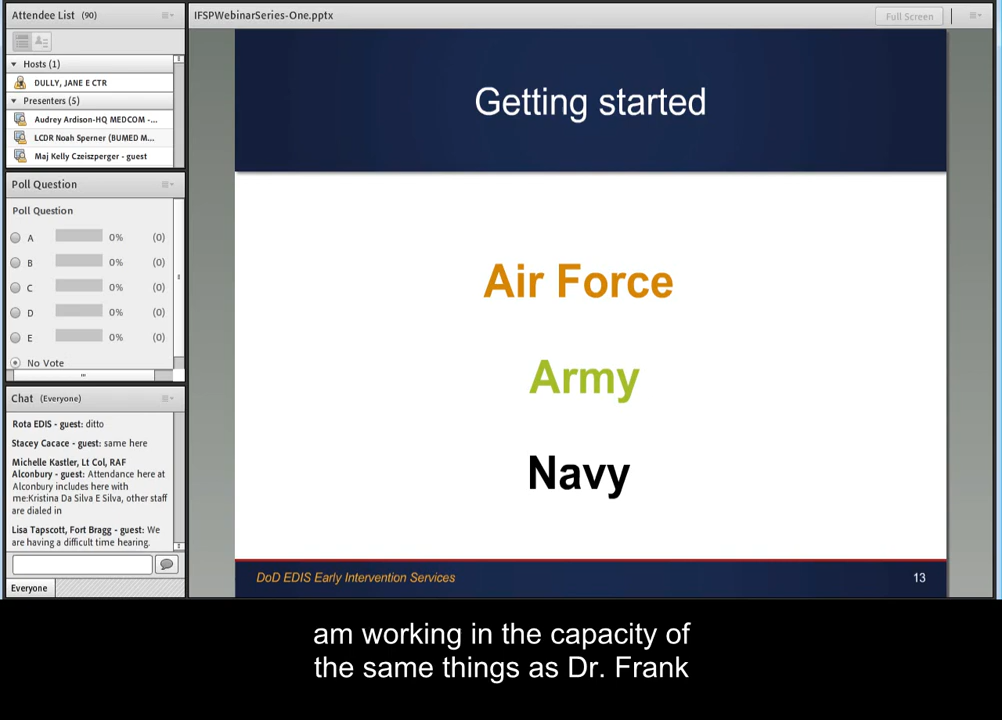 Attendee List (90)
Hosts (1)
DULLY, JANE E CTR
Presenters (5)
Audrey Ardison-HQ MEDCOM -...
LCDR Noah Sperner (BUMED M...
Maj Kelly Czeiszperger - guest
Poll Question
Poll Question
A 0% (0)
B 0% (0)
C 0% (0)
D 0% (0)
E 0% (0)
No Vote
Chat (Everyone)
Rota EDIS - guest: ditto
Stacey Cacace - guest: same here
Michelle Kastler, Lt Col, RAF
Alconbury - guest: Attendance here at
Alconbury includes here with
me:Kristina Da Silva E Silva, other staff
are dialed in
Lisa Tapscott, Fort Bragg - guest: We
are having a difficult time hearing.
Everyone
IFSPWebinarSeries-One.pptx
Full Screen
Getting started
Air Force
Army
Navy
DoD EDIS Early Intervention Services
13
am working in the capacity of
the same things as Dr. Frank